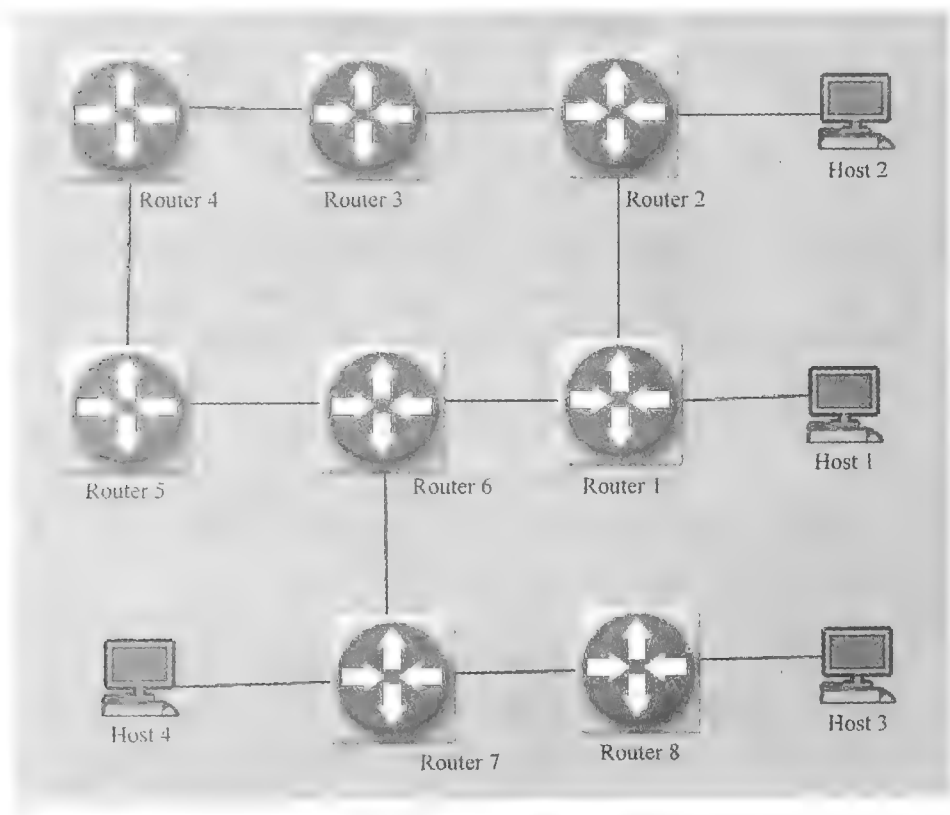 Router 4
Router 3
Router 2
Host 2
Router 5
Router 6
Router 1
Host 1
Host 4
Router 7
Router 8
Host 3